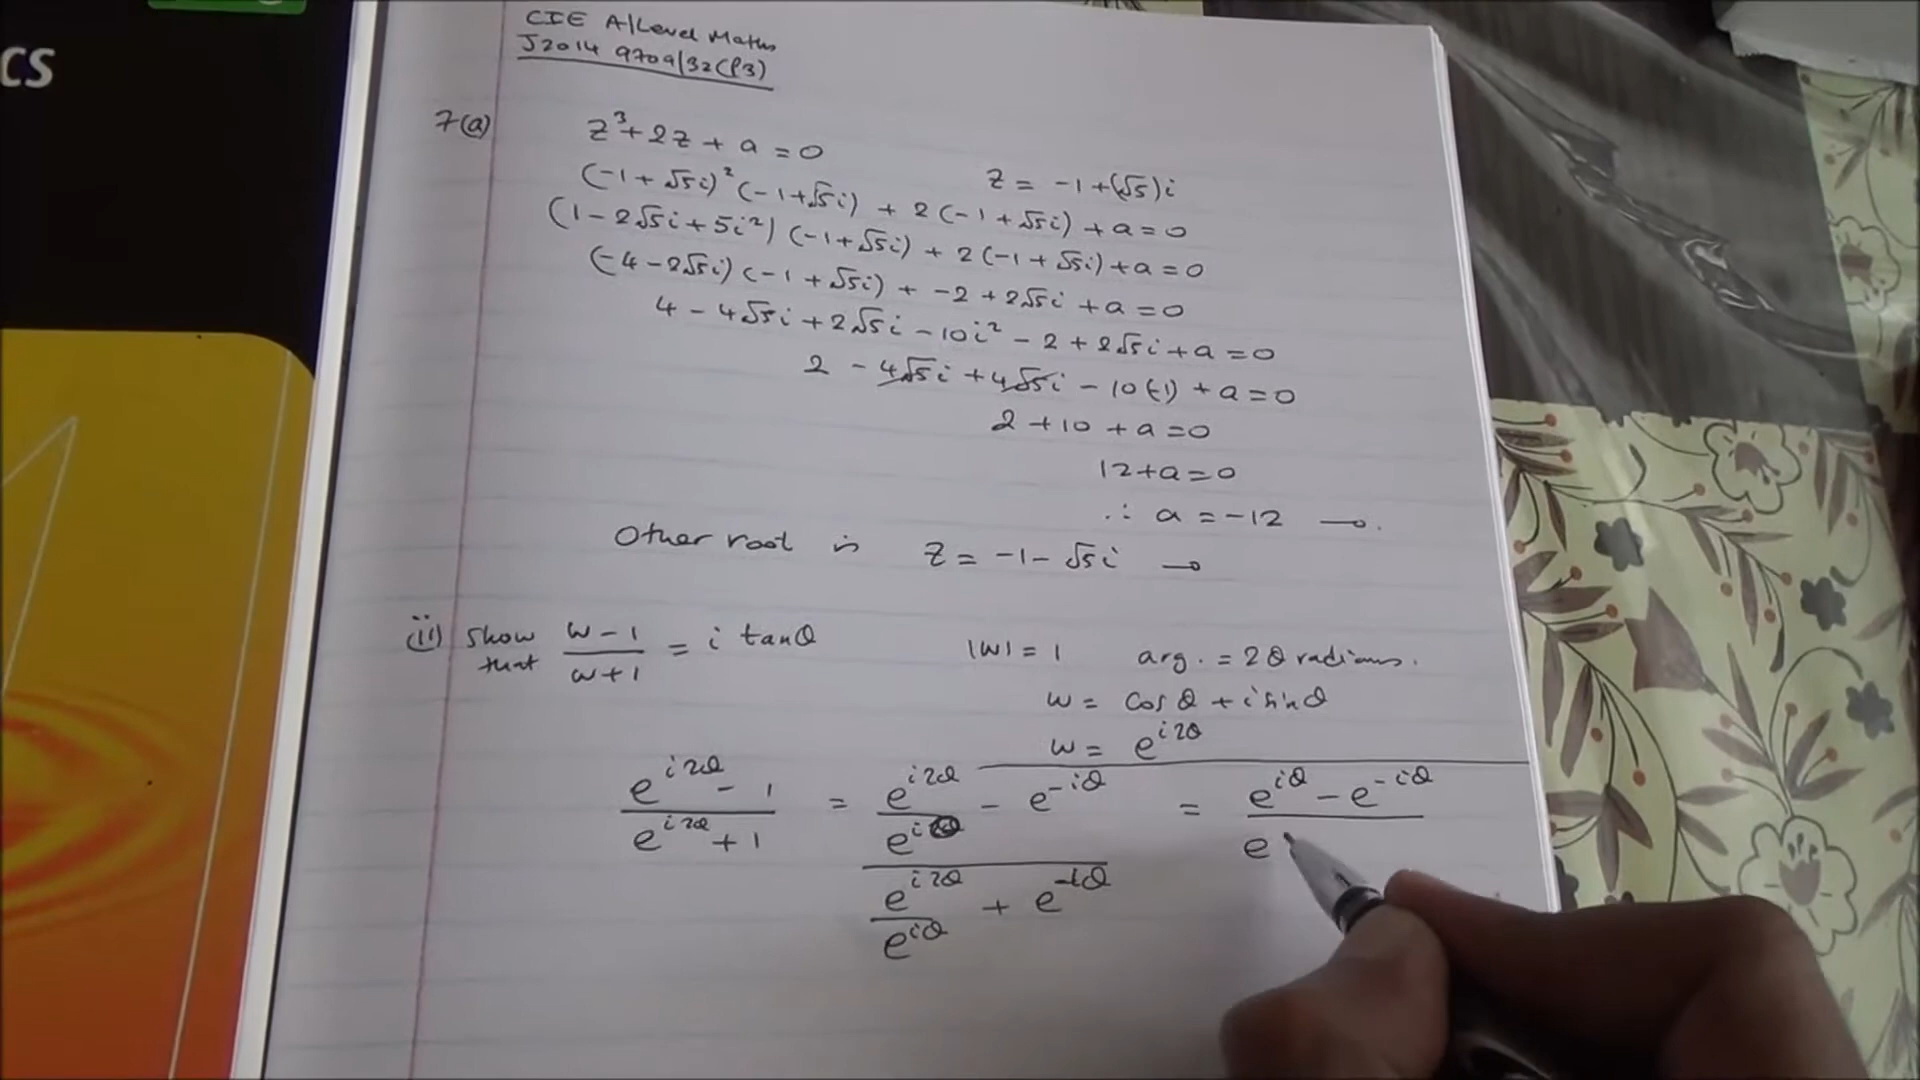 CS
CIE A/Level Maths
J2014 9709/32 (P3)
7(a) z³ + 2z + a = 0
z = -1 + (√5)i
(-1 + √5i)² (-1 + √5i) + 2(-1 + √5i) + a = 0
(1 - 2√5i + 5i²) (-1 + √5i) + 2(-1 + √5i) + a = 0
(-4 - 2√5i) (-1 + √5i) + -2 + 2√5i + a = 0
4 - 4√5i + 2√5i - 10i² - 2 + 2√5i + a = 0
2 - 4√5i + 4√5i - 10(-1) + a = 0
2 + 10 + a = 0
12 + a = 0
∴ a = -12
Other root is z = -1 - √5i
(ii) Show that (w - 1)/(w + 1) = i tanθ
|w| = 1 arg. = 2θ radians.
w = cosθ + i sinθ
w = e^{i2θ}
(e^{i2θ} - 1)/(e^{i2θ} + 1) = (e^{i2θ}/e^{iθ} - e^{-iθ})/(e^{i2θ}/e^{iθ} + e^{-iθ}) = (e^{iθ} - e^{-iθ})/(e